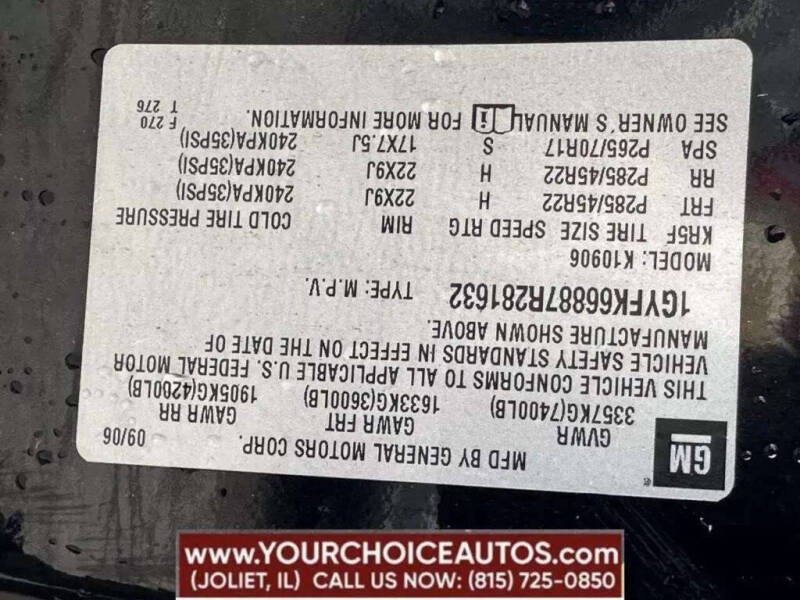 MFD BY GENERAL MOTORS CORP. 09/06
GM
GVWR GAWR FRT GAWR RR
3357KG(7400LB) 1633KG(3600LB) 1905KG(4200LB)
THIS VEHICLE CONFORMS TO ALL APPLICABLE U.S. FEDERAL MOTOR
VEHICLE SAFETY STANDARDS IN EFFECT ON THE DATE OF
MANUFACTURE SHOWN ABOVE.
1GYFK66887R281632 TYPE: M.P.V.
MODEL: K10906
KR5F TIRE SIZE SPEED RTG RIM COLD TIRE PRESSURE
FRT P285/45R22 H 22X9J 240KPA(35PSI)
RR P285/45R22 H 22X9J 240KPA(35PSI)
SPA P265/70R17 S 17X7.5J 240KPA(35PSI)
SEE OWNER'S MANUAL FOR MORE INFORMATION. F 270
T 276
www.YOURCHOICEAUTOS.com
(JOLIET, IL) CALL US NOW: (815) 725-0850